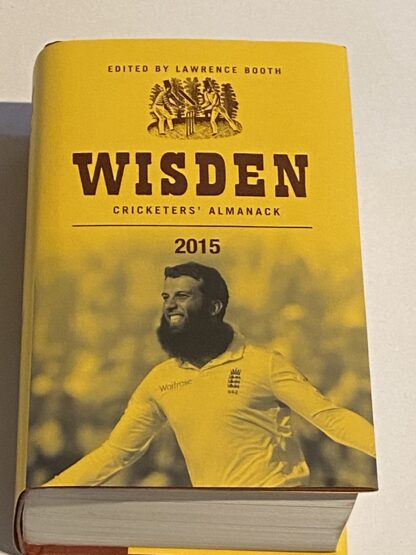 EDITED BY LAWRENCE BOOTH
WISDEN
CRICKETERS' ALMANACK
2015
Waitrose